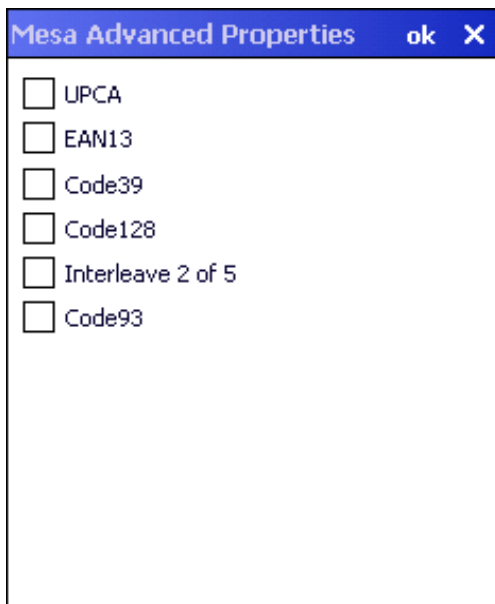 Mesa Advanced Properties ok X
UPCA
EAN13
Code39
Code128
Interleave 2 of 5
Code93